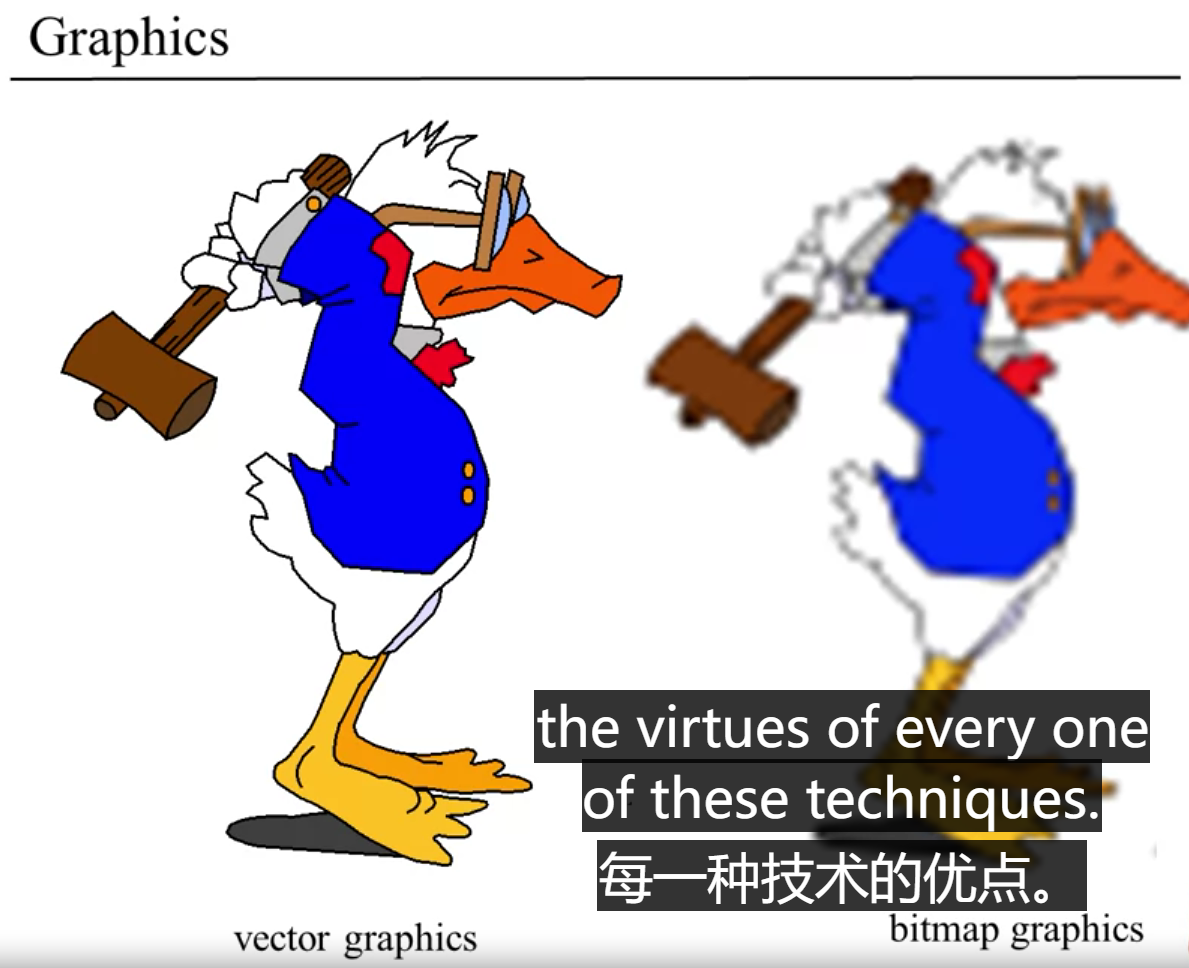 Graphics
the virtues of every one
of these techniques.
每一种技术的优点。
vector graphics
bitmap graphics